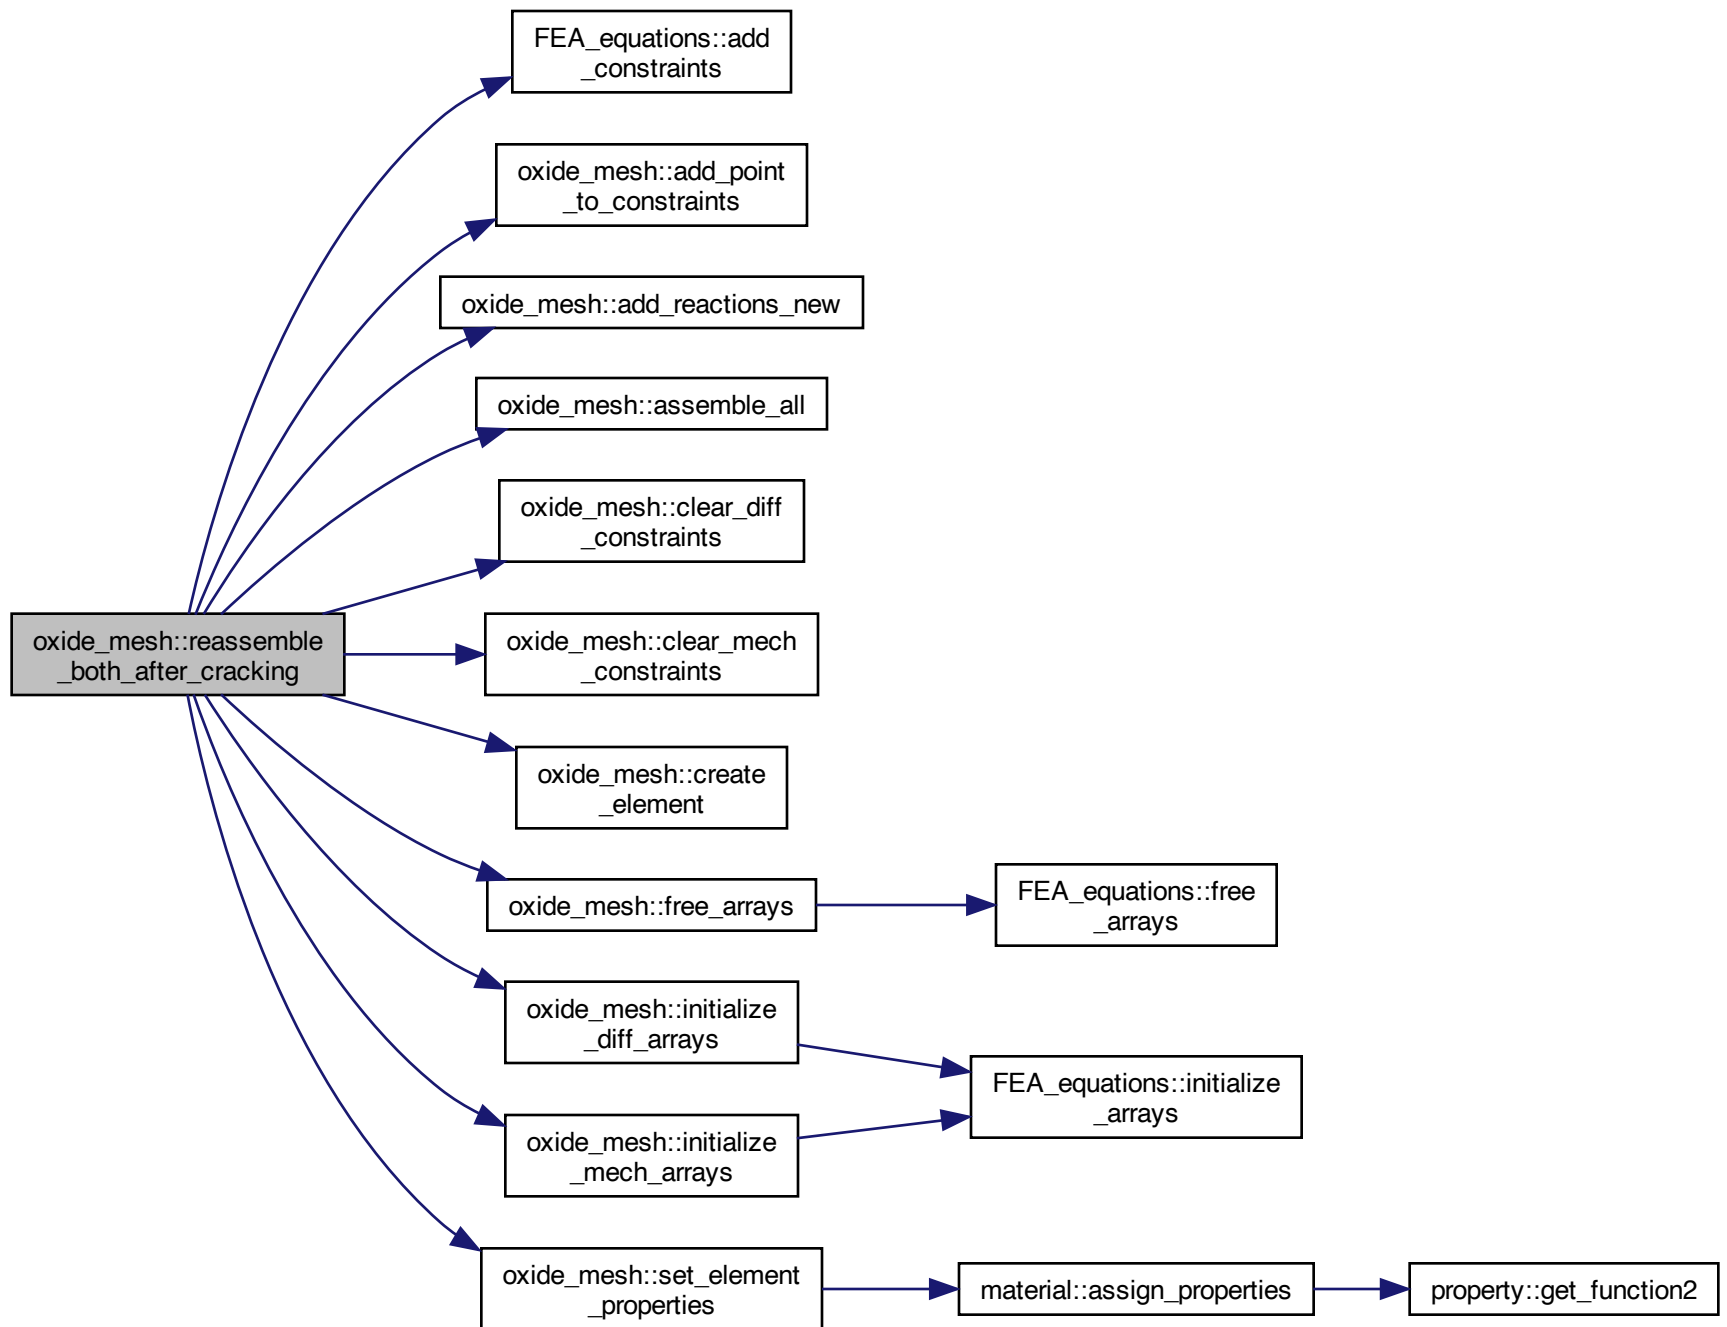 FEA_equations::add
_constraints
oxide_mesh::add_point
_to_constraints
oxide_mesh::add_reactions_new
oxide_mesh::assemble_all
oxide_mesh::clear_diff
_constraints
oxide_mesh::reassemble
_both_after_cracking
oxide_mesh::clear_mech
_constraints
oxide_mesh::create
_element
oxide_mesh::free_arrays
FEA_equations::free
_arrays
oxide_mesh::initialize
_diff_arrays
FEA_equations::initialize
_arrays
oxide_mesh::initialize
_mech_arrays
oxide_mesh::set_element
_properties
material::assign_properties
property::get_function2